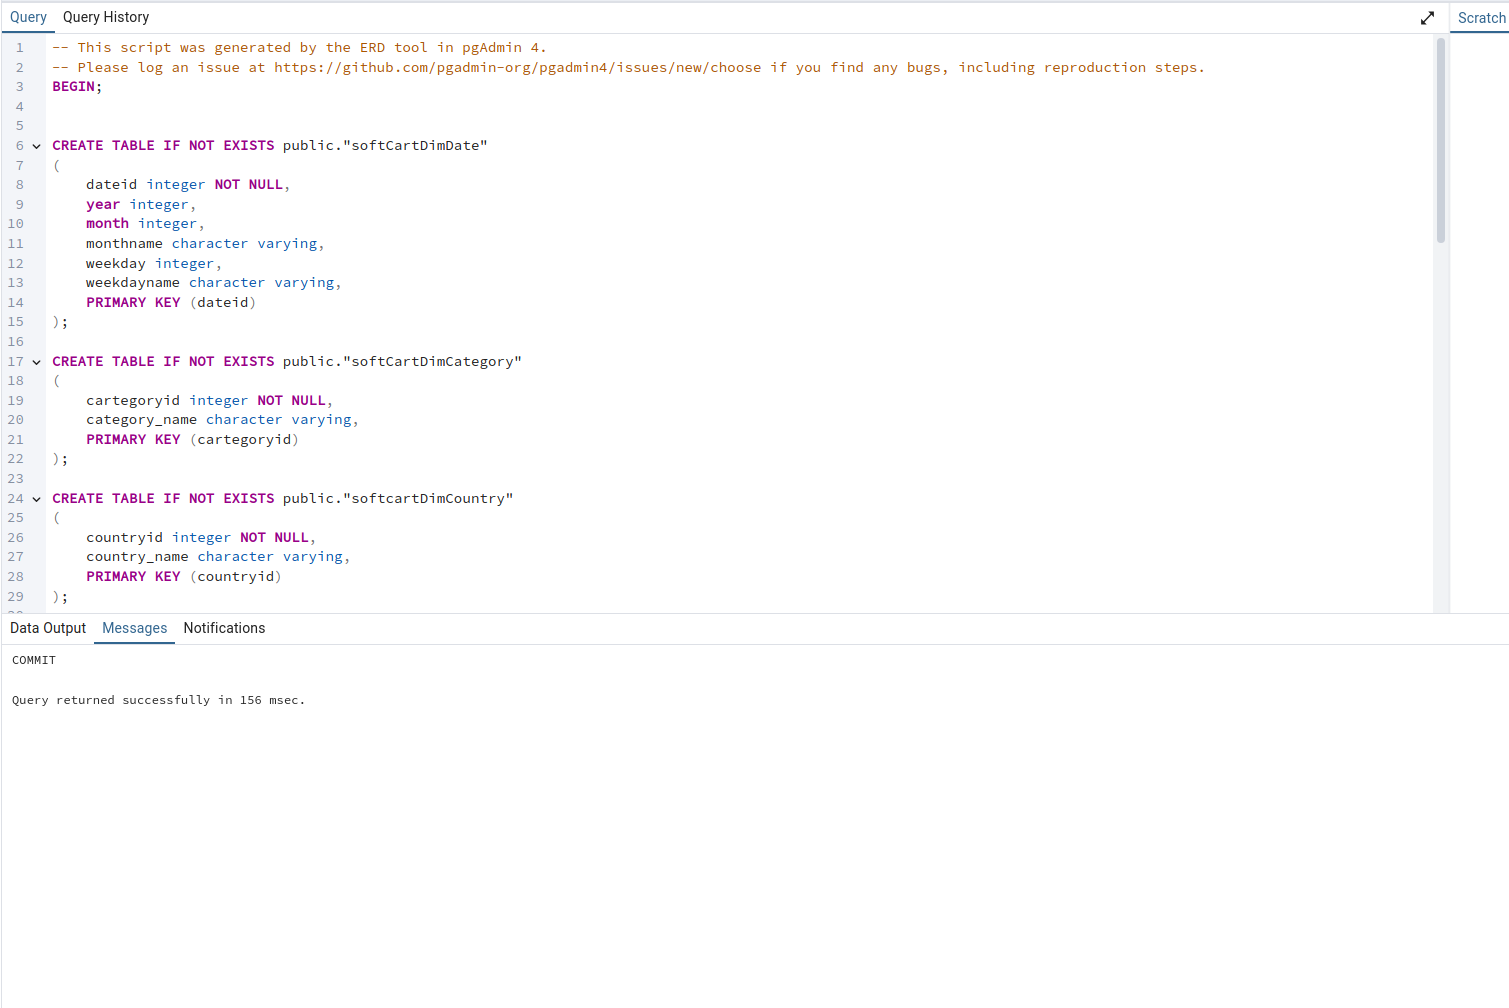 Query Query History Scratch
1 -- This script was generated by the ERD tool in pgAdmin 4.
2 -- Please log an issue at https://github.com/pgadmin-org/pgadmin4/issues/new/choose if you find any bugs, including reproduction steps.
3 BEGIN;
4
5
6 CREATE TABLE IF NOT EXISTS public."softCartDimDate"
7 (
8 dateid integer NOT NULL,
9 year integer,
10 month integer,
11 monthname character varying,
12 weekday integer,
13 weekdayname character varying,
14 PRIMARY KEY (dateid)
15 );
16
17 CREATE TABLE IF NOT EXISTS public."softCartDimCategory"
18 (
19 cartegoryid integer NOT NULL,
20 category_name character varying,
21 PRIMARY KEY (cartegoryid)
22 );
23
24 CREATE TABLE IF NOT EXISTS public."softcartDimCountry"
25 (
26 countryid integer NOT NULL,
27 country_name character varying,
28 PRIMARY KEY (countryid)
29 );
Data Output Messages Notifications
COMMIT
Query returned successfully in 156 msec.